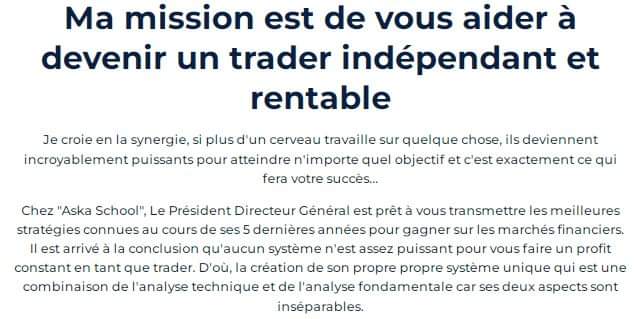 Ma mission est de vous aider à
devenir un trader indépendant et
rentable
Je croie en la synergie, si plus d'un cerveau travaille sur quelque chose, ils deviennent
incroyablement puissants pour atteindre n'importe quel objectif et c'est exactement ce qui
fera votre succès...
Chez "Aska School", Le Président Directeur Général est prêt à vous transmettre les meilleures
stratégies connues au cours de ses 5 dernières années pour gagner sur les marchés financiers.
Il est arrivé à la conclusion qu'aucun système n'est assez puissant pour vous faire un profit
constant en tant que trader. D'où, la création de son propre propre système unique qui est une
combinaison de l'analyse technique et de l'analyse fondamentale car ses deux aspects sont
inséparables.